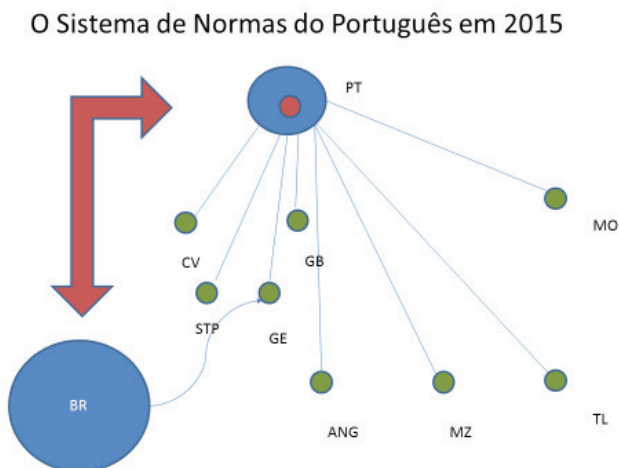 O Sistema de Normas do Português em 2015
PT
MO
CV
GB
STP
GE
BR
ANG
MZ
TL